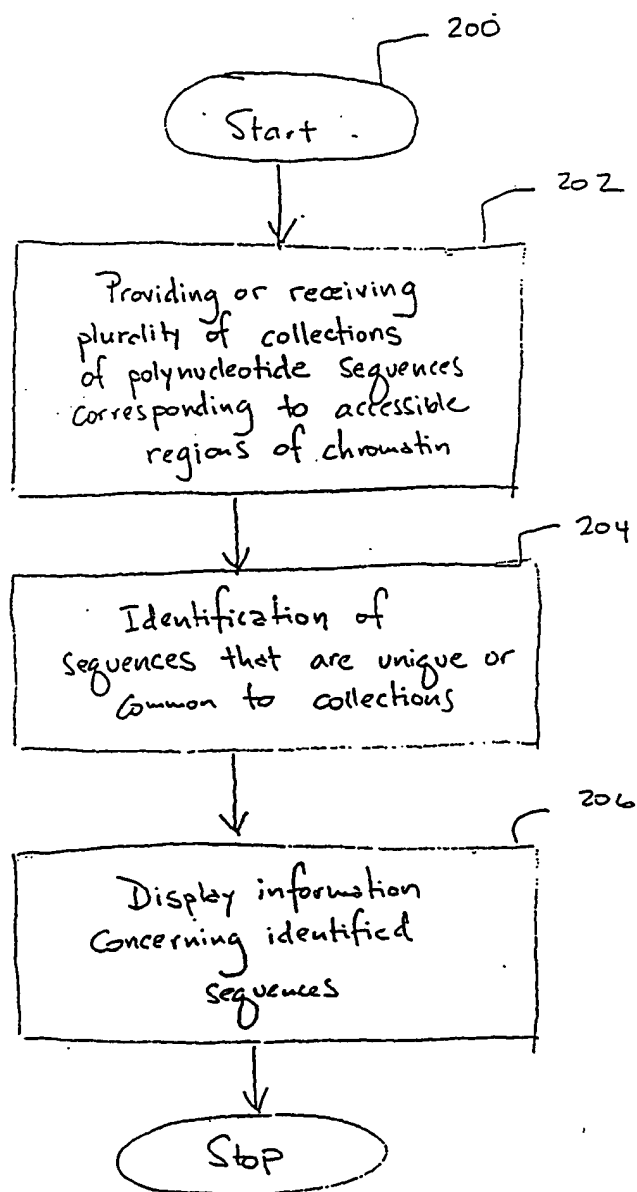 200
Start
202
Providing or receiving
plurality of collections
of polynucleotide sequences
corresponding to accessible
regions of chromatin
204
Identification of
sequences that are unique or
common to collections
206
Display information
concerning identified
sequences
Stop